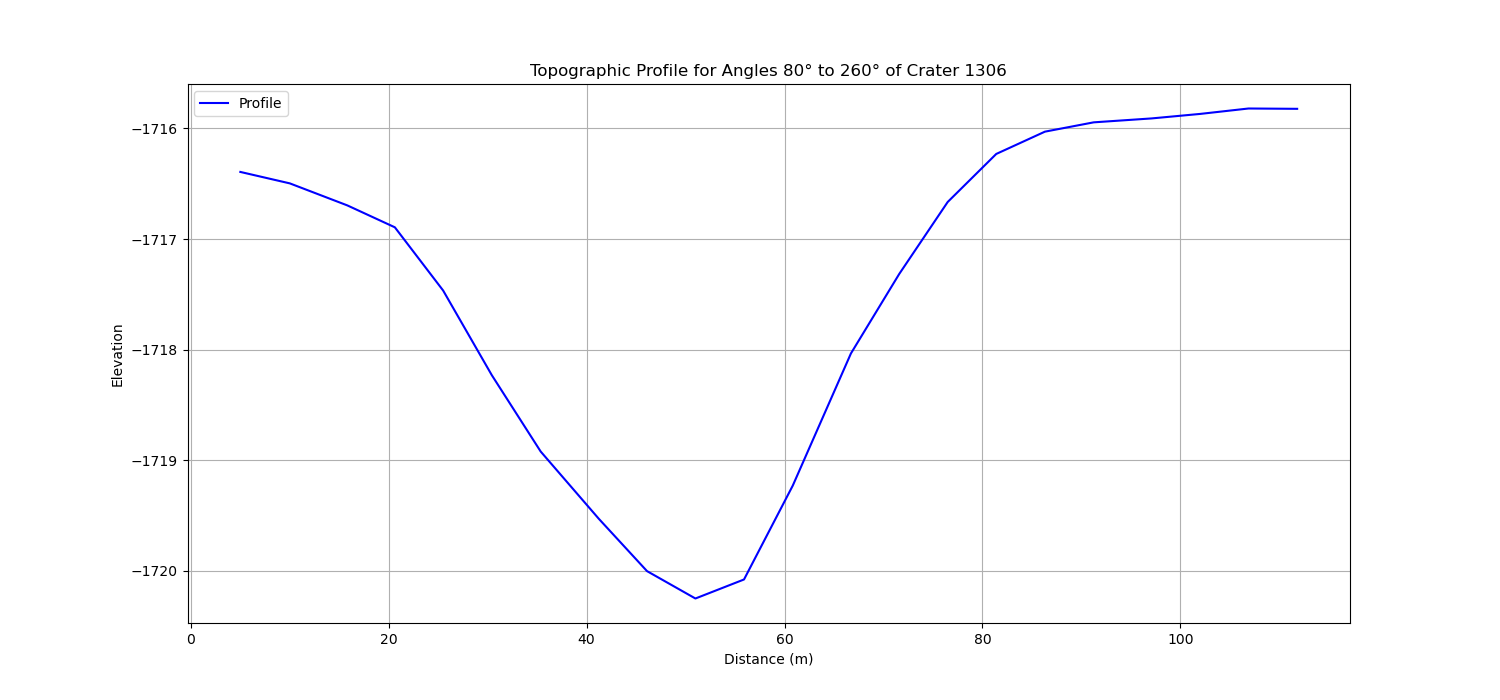 Topographic Profile for Angles 80° to 260° of Crater 1306
Profile
−1716
−1717
−1718
−1719
−1720
Elevation
0 20 40 60 80 100
Distance (m)